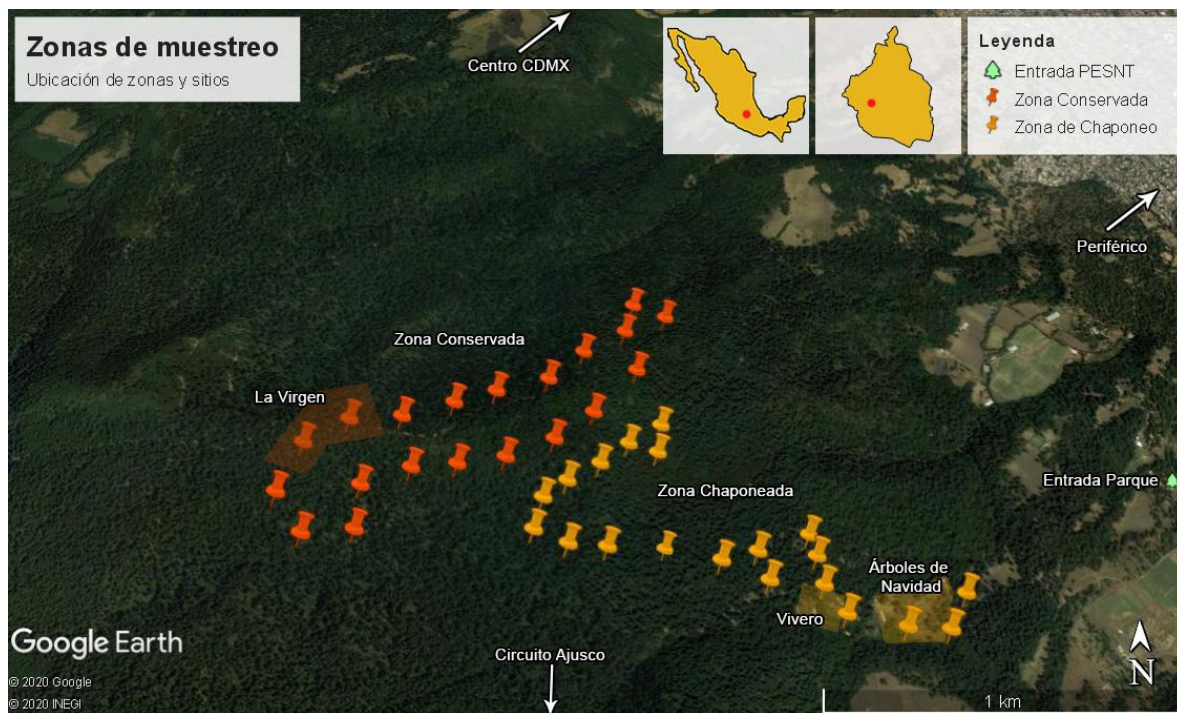 Zonas de muestreo
Ubicación de zonas y sitios
Centro CDMX
Leyenda
Entrada PESNT
Zona Conservada
Zona de Chaponeo
Periférico
Zona Conservada
La Virgen
Zona Chaponeada
Entrada Parque
Árboles de
Navidad
Vivero
Circuito Ajusco
Google Earth
© 2020 Google
© 2020 INEGI
N
1 km